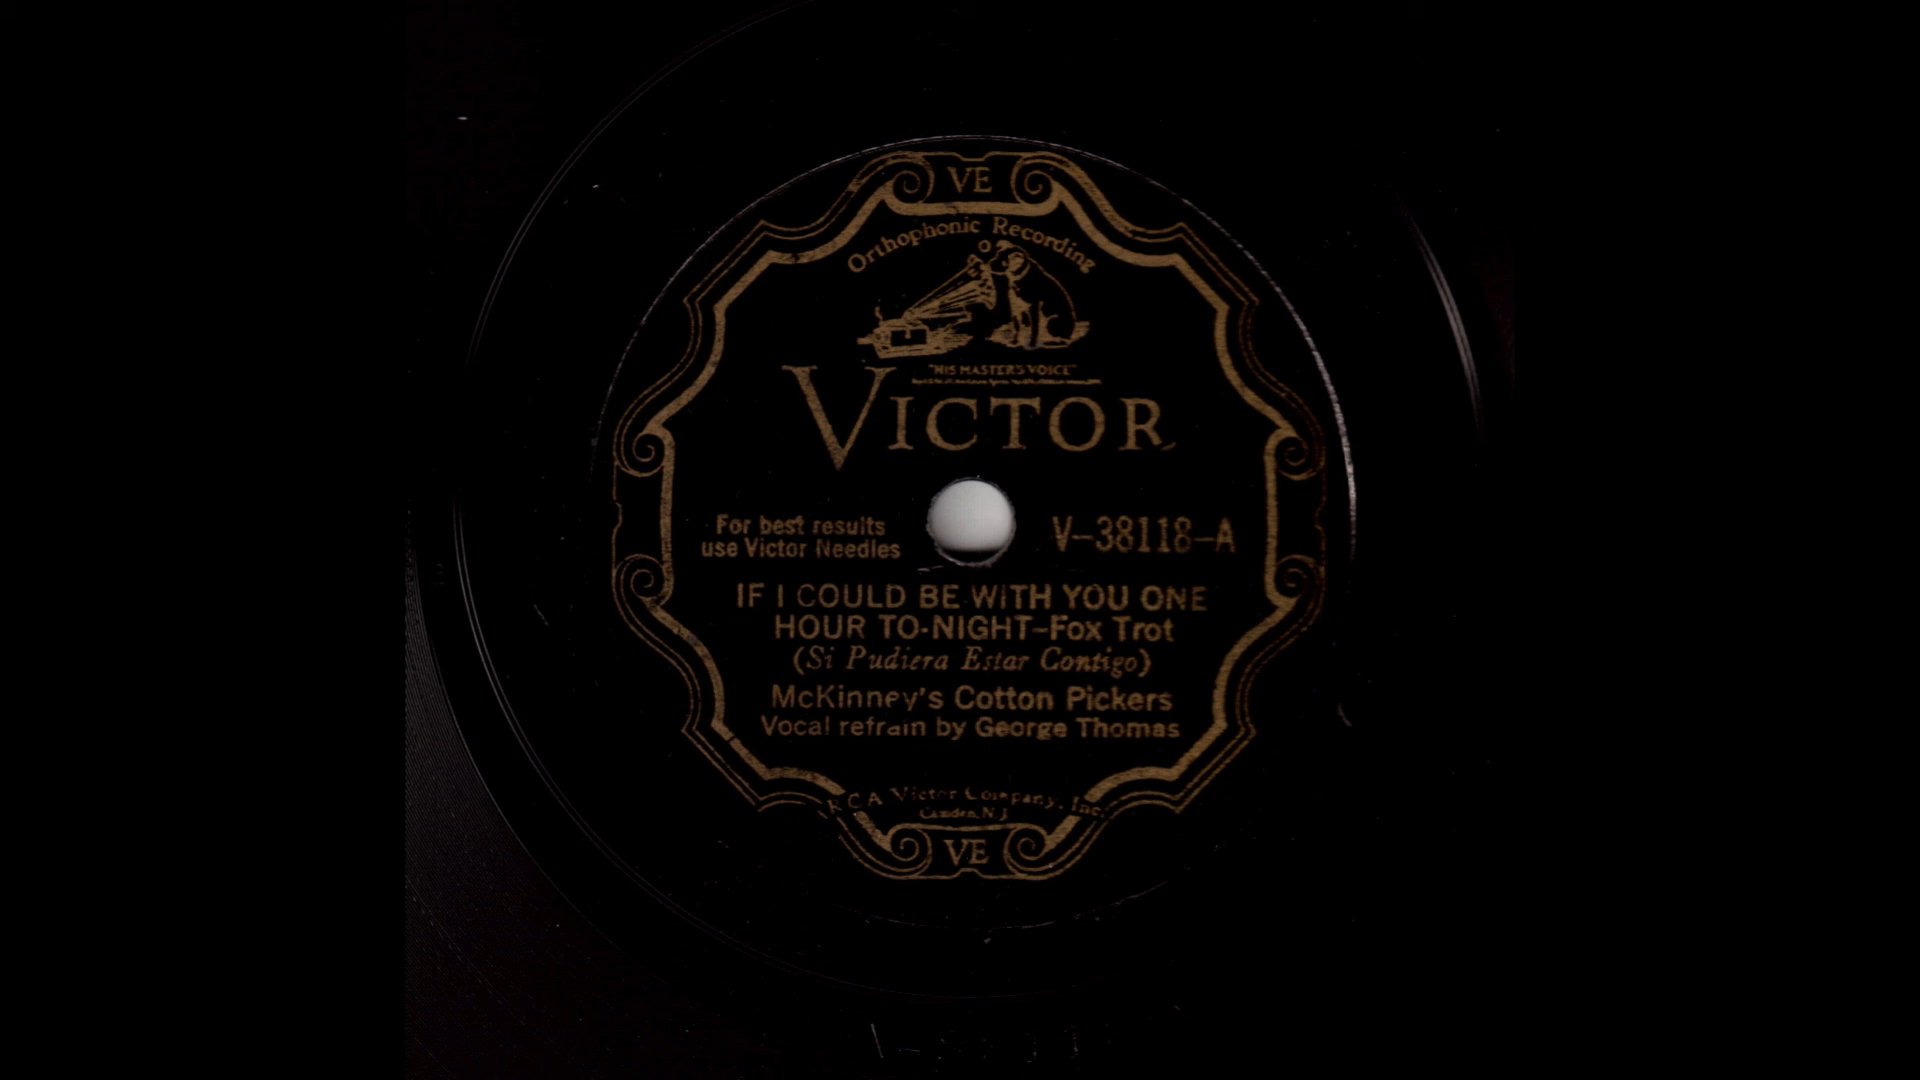 VE
Orthophonic Recording
"HIS MASTER'S VOICE"
VICTOR
For best results
use Victor Needles
V-38118-A
IF I COULD BE WITH YOU ONE
HOUR TO-NIGHT-Fox Trot
(Si Pudiera Estar Contigo)
McKinney's Cotton Pickers
Vocal refrain by George Thomas
RCA Victor Company, Inc.
Camden, N.J.
VE